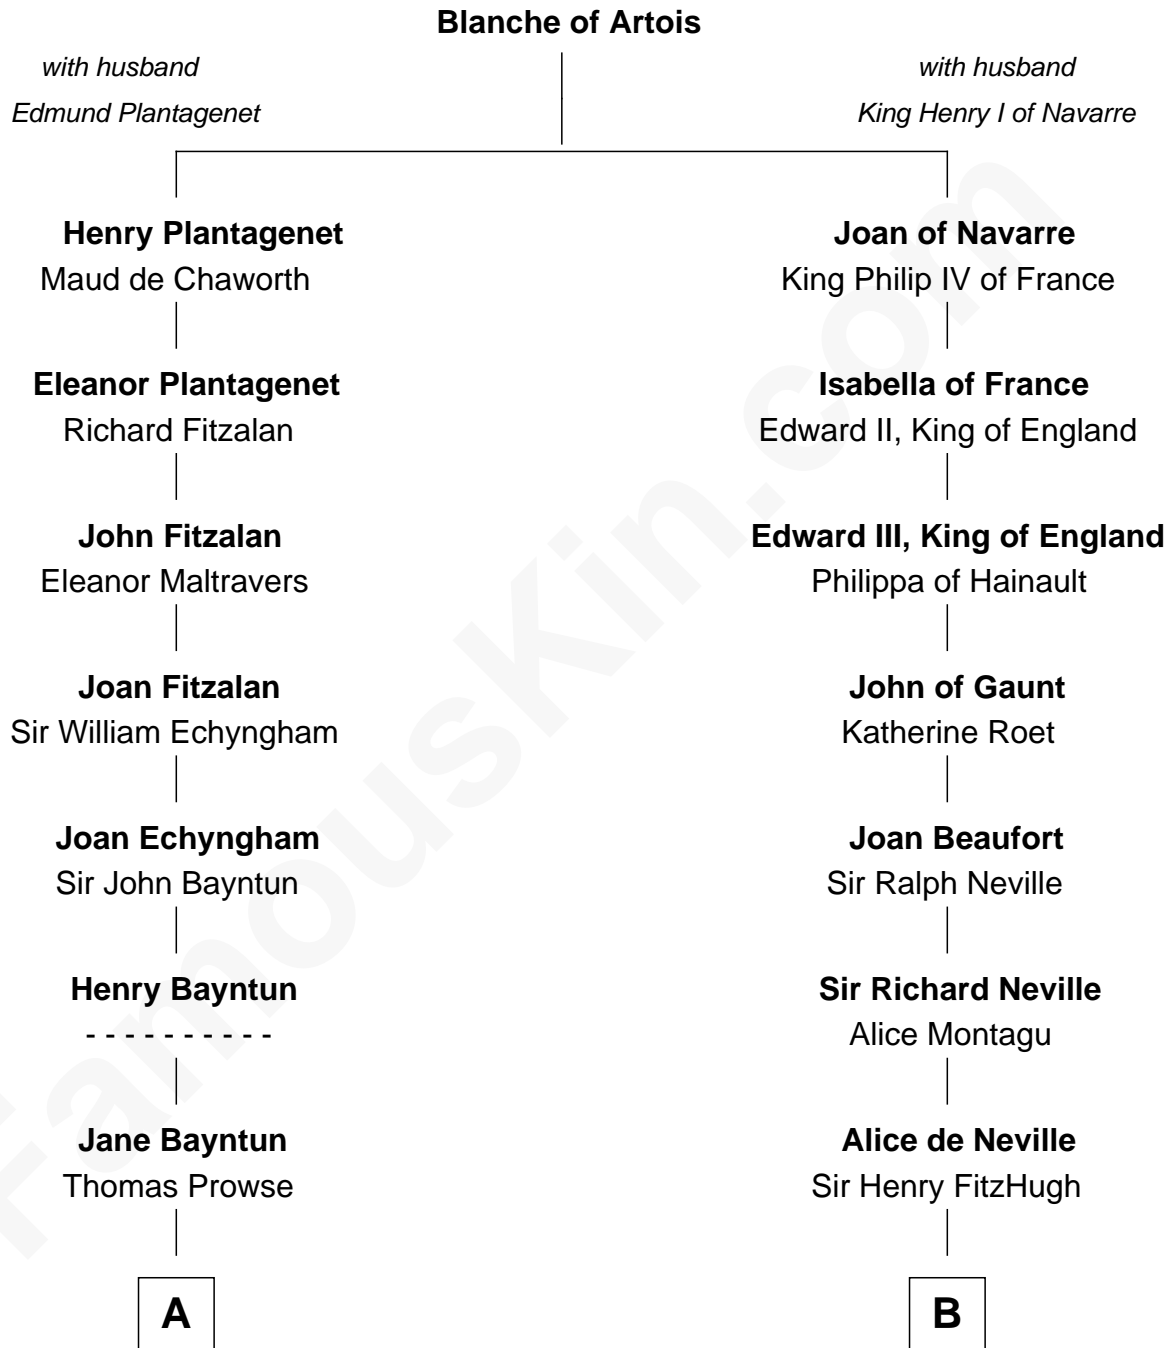 Blanche of Artois
with husband
Edmund Plantagenet
with husband
King Henry I of Navarre
Henry Plantagenet
Maud de Chaworth
Joan of Navarre
King Philip IV of France
Eleanor Plantagenet
Richard Fitzalan
Isabella of France
Edward II, King of England
John Fitzalan
Eleanor Maltravers
Edward III, King of England
Philippa of Hainault
Joan Fitzalan
Sir William Echyngham
John of Gaunt
Katherine Roet
Joan Echyngham
Sir John Bayntun
Joan Beaufort
Sir Ralph Neville
Henry Bayntun
- - - - - - - - - -
Sir Richard Neville
Alice Montagu
Jane Bayntun
Thomas Prowse
Alice de Neville
Sir Henry FitzHugh
A
B
FamousKin.com